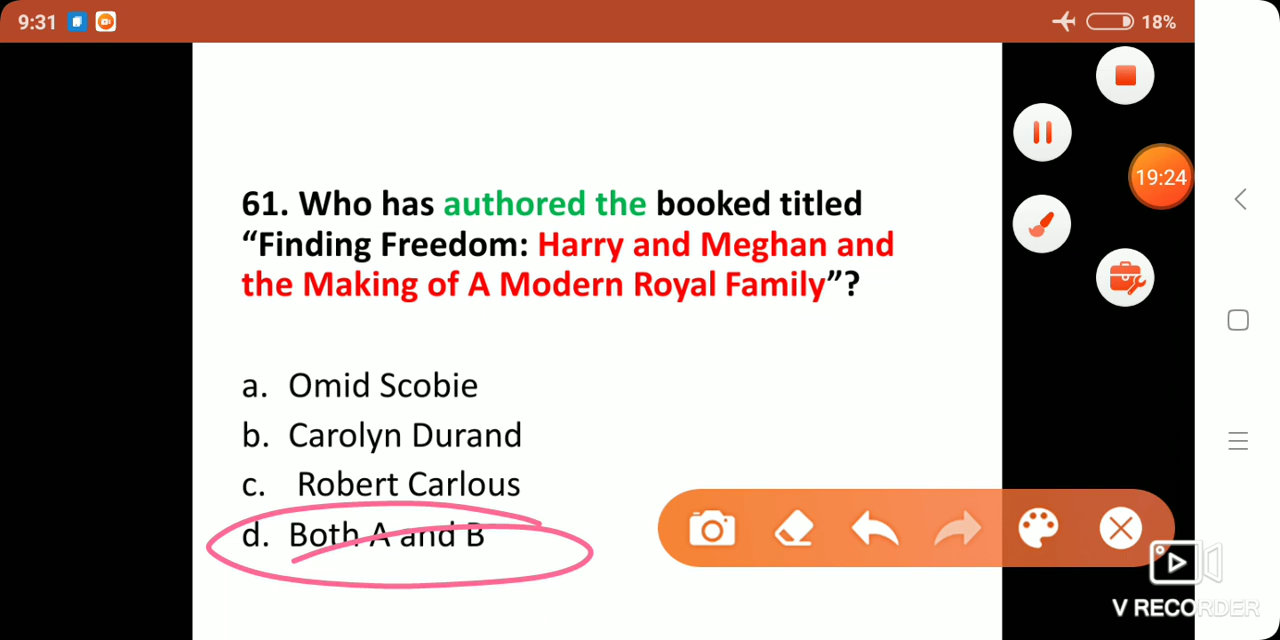 9:31
18%
19:24
61. Who has authored the booked titled
“Finding Freedom: Harry and Meghan and
the Making of A Modern Royal Family”?
a. Omid Scobie
b. Carolyn Durand
c. Robert Carlous
d. Both A and B
V RECORDER